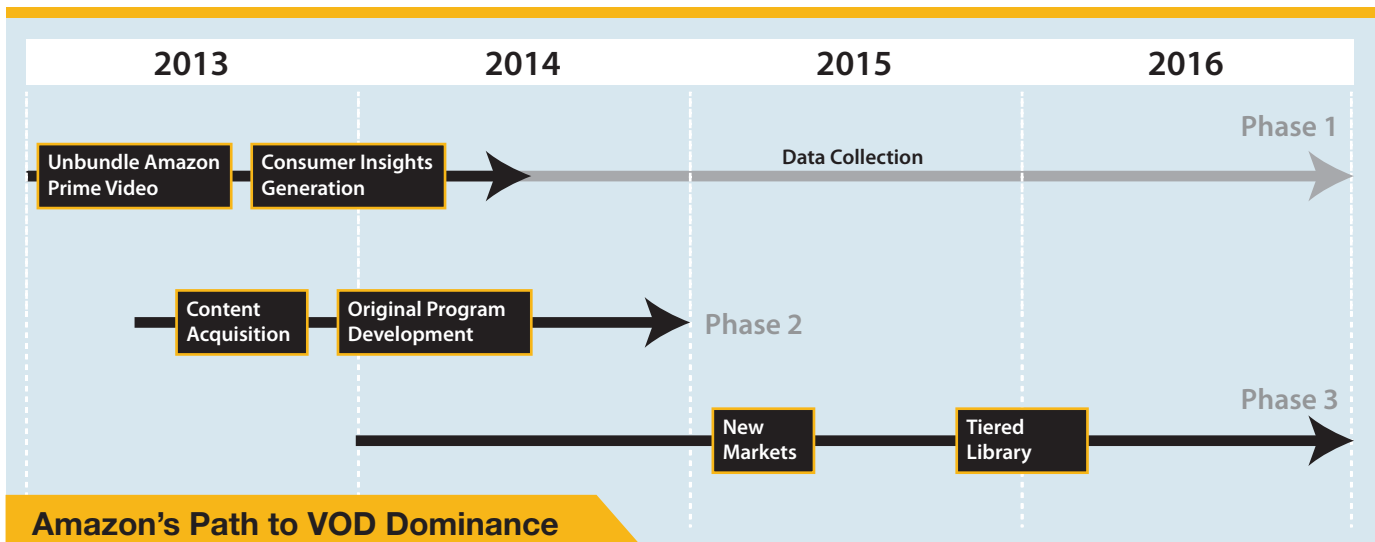 2013 2014 2015 2016
Phase 1
Unbundle Amazon
Prime Video
Consumer Insights
Generation
Data Collection
Content
Acquisition
Original Program
Development
Phase 2
Phase 3
New
Markets
Tiered
Library
Amazon’s Path to VOD Dominance